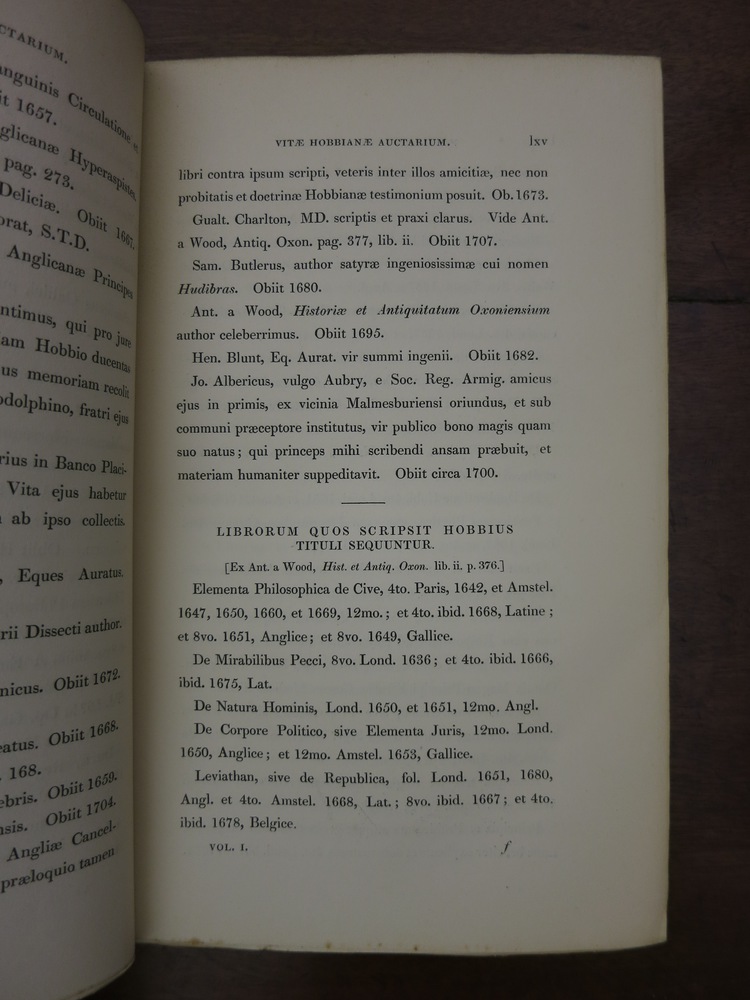 CTARIUM.
anguinis Circulatione et
it 1657.
glicanæ Hyperaspistes,
pag. 273.
Deliciæ. Obiit 1667.
orat, S.T.D.
Anglicanæ Principes
ntimus, qui pro jure
am Hobbio ducentas
us memoriam recolit
odolphino, fratri ejus
rius in Banco Placi-
Vita ejus habetur
ab ipso collectis.
, Eques Auratus.
rii Dissecti author.
nicus. Obiit 1672.
eatus. Obiit 1668.
168.
ebris. Obiit 1659.
nsis. Obiit 1704.
Angliæ Cancel-
præloquio tamen
VITÆ HOBBIANÆ AUCTARIUM. lxv
libri contra ipsum scripti, veteris inter illos amicitiæ, nec non
probitatis et doctrinæ Hobbianæ testimonium posuit. Ob. 1673.
Gualt. Charlton, MD. scriptis et praxi clarus. Vide Ant.
a Wood, Antiq. Oxon. pag. 377, lib. ii. Obiit 1707.
Sam. Butlerus, author satyræ ingeniosissimæ cui nomen
Hudibras. Obiit 1680.
Ant. a Wood, Historiæ et Antiquitatum Oxoniensium
author celeberrimus. Obiit 1695.
Hen. Blunt, Eq. Aurat. vir summi ingenii. Obiit 1682.
Jo. Albericus, vulgo Aubry, e Soc. Reg. Armig. amicus
ejus in primis, ex vicinia Malmesburiensi oriundus, et sub
communi præceptore institutus, vir publico bono magis quam
suo natus; qui princeps mihi scribendi ansam præbuit, et
materiam humaniter suppeditavit. Obiit circa 1700.
LIBRORUM QUOS SCRIPSIT HOBBIUS
TITULI SEQUUNTUR.
[Ex Ant. a Wood, Hist. et Antiq. Oxon. lib. ii. p. 376.]
Elementa Philosophica de Cive, 4to. Paris, 1642, et Amstel.
1647, 1650, 1660, et 1669, 12mo.; et 4to. ibid. 1668, Latine;
et 8vo. 1651, Anglice; et 8vo. 1649, Gallice.
De Mirabilibus Pecci, 8vo. Lond. 1636; et 4to. ibid. 1666,
ibid. 1675, Lat.
De Natura Hominis, Lond. 1650, et 1651, 12mo. Angl.
De Corpore Politico, sive Elementa Juris, 12mo. Lond.
1650, Anglice; et 12mo. Amstel. 1653, Gallice.
Leviathan, sive de Republica, fol. Lond. 1651, 1680,
Angl. et 4to. Amstel. 1668, Lat.; 8vo. ibid. 1667; et 4to.
ibid. 1678, Belgice.
VOL. I. f